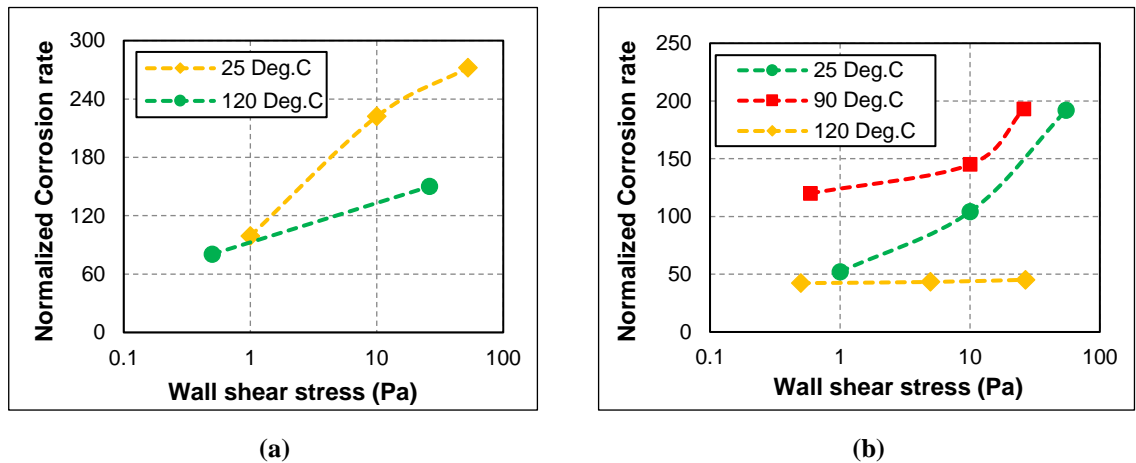 300
240
180
120
60
0
0.1
1
10
100
Normalized Corrosion rate
Wall shear stress (Pa)
25 Deg.C
120 Deg.C
(a)
250
200
150
100
50
0
0.1
1
10
100
Normalized Corrosion rate
Wall shear stress (Pa)
25 Deg.C
90 Deg.C
120 Deg.C
(b)